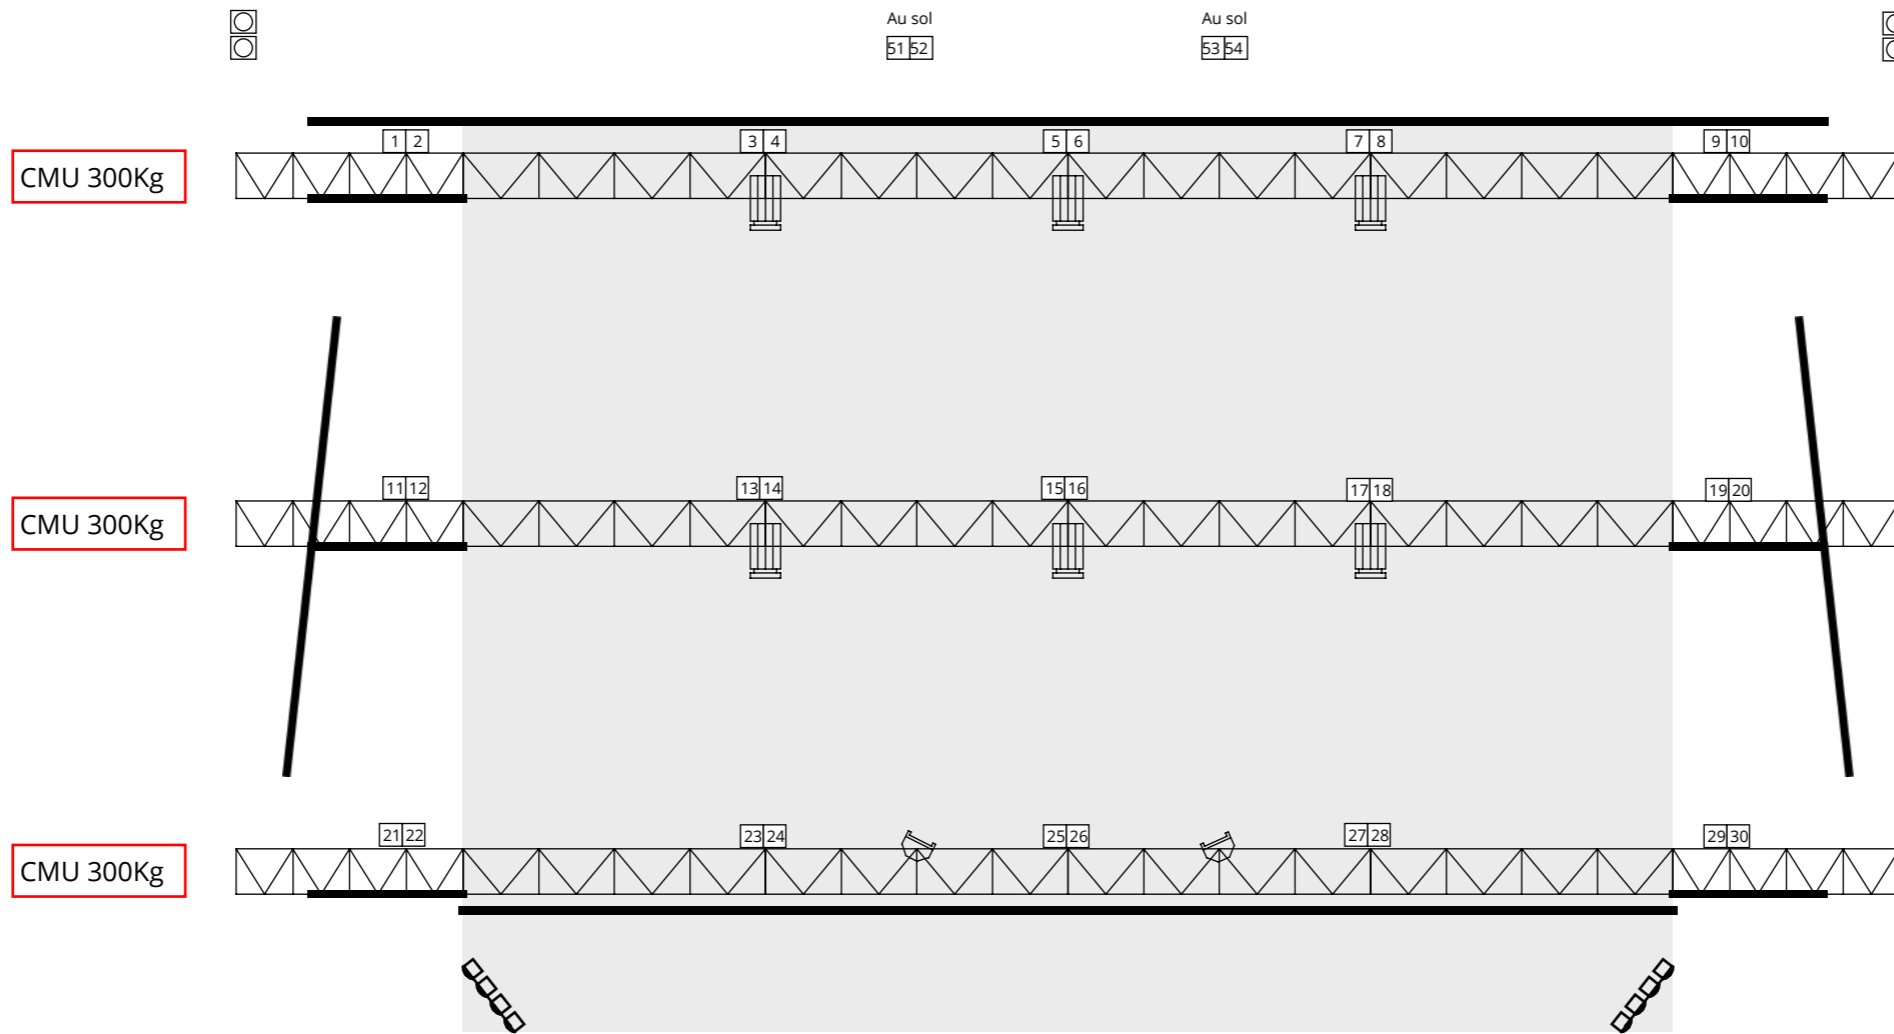 Au sol Au sol
51 52 53 54
1 2 3 4 5 6 7 8 9 10
CMU 300Kg
11 12 13 14 15 16 17 18 19 20
CMU 300Kg
21 22 23 24 25 26 27 28 29 30
CMU 300Kg